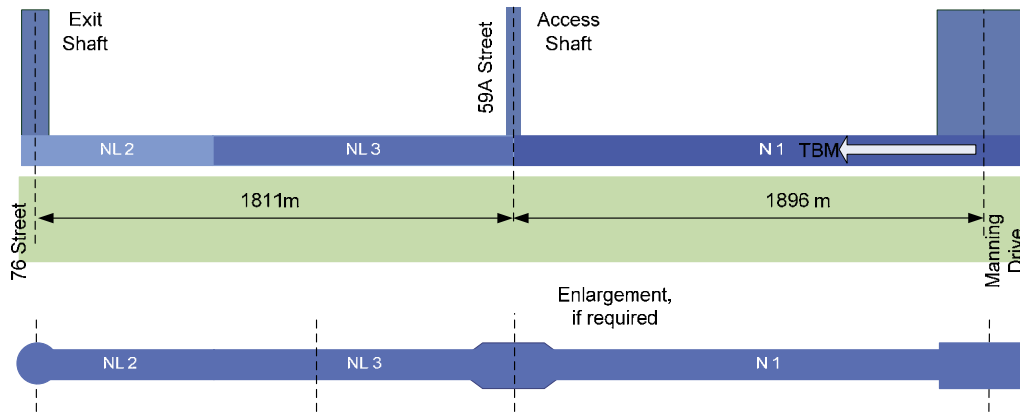 Exit
Shaft
59A Street
Access
Shaft
NL 2
NL 3
N 1
TBM
1811m
1896 m
76 Street
Manning
Drive
Enlargement,
if required
NL 2
NL 3
N 1